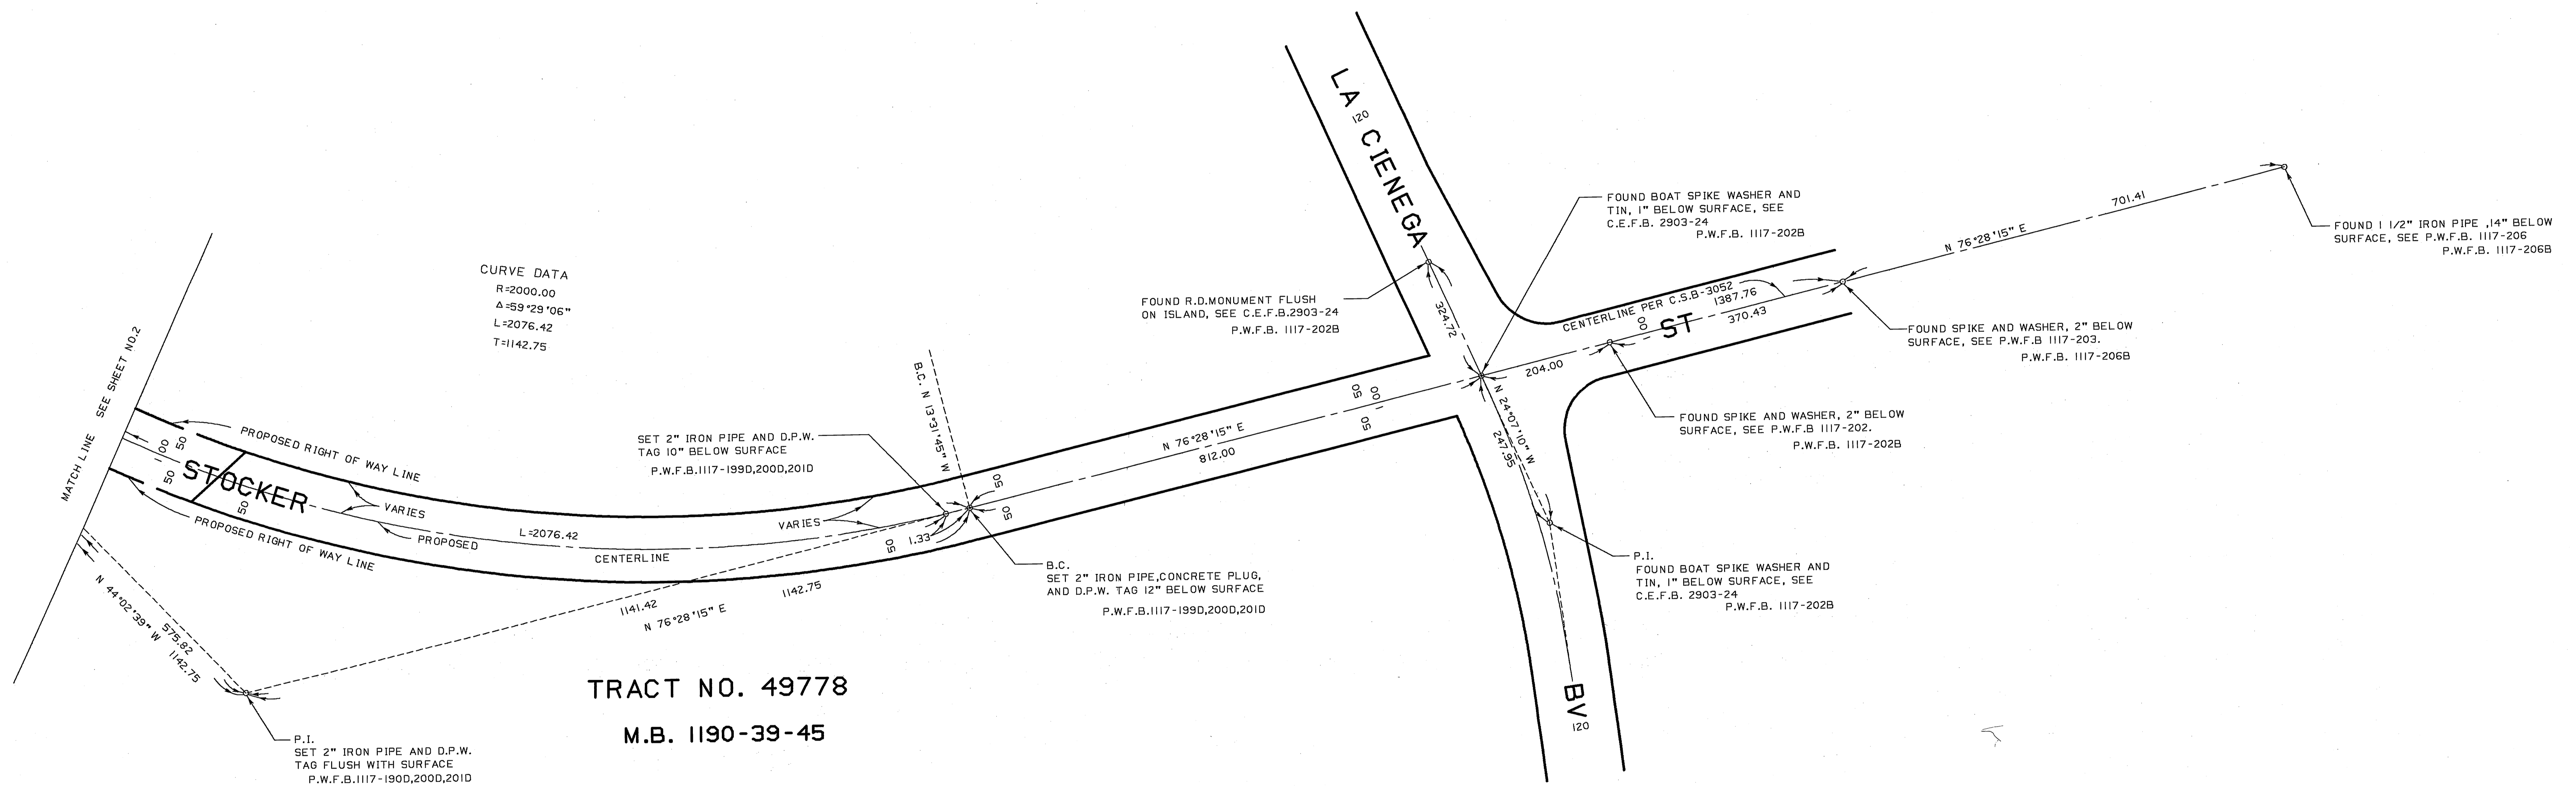 LA CIENEGA
120
CURVE DATA
R=2000.00
Δ=59°29'06"
L=2076.42
T=1142.75
MATCH LINE SEE SHEET NO.2
PROPOSED RIGHT OF WAY LINE
50
100
50
STOCKER
50
VARIES
PROPOSED
L=2076.42
CENTERLINE
VARIES
PROPOSED RIGHT OF WAY LINE
N 44°02'39" W
575.82
1142.75
P.I.
SET 2" IRON PIPE AND D.P.W.
TAG FLUSH WITH SURFACE
P.W.F.B.1117-190D,200D,201D
1141.42
N 76°28'15" E
1142.75
TRACT NO. 49778
M.B. 1190-39-45
SET 2" IRON PIPE AND D.P.W.
TAG 10" BELOW SURFACE
P.W.F.B.1117-199D,200D,201D
B.C. N 13°31'45" W
50
50
50
1.33
B.C.
SET 2" IRON PIPE,CONCRETE PLUG,
AND D.P.W. TAG 12" BELOW SURFACE
P.W.F.B.1117-199D,200D,201D
N 76°28'15" E
812.00
50
100
50
FOUND R.D.MONUMENT FLUSH
ON ISLAND, SEE C.E.F.B.2903-24
P.W.F.B. 1117-202B
324.72
FOUND BOAT SPIKE WASHER AND
TIN, 1" BELOW SURFACE, SEE
C.E.F.B. 2903-24
P.W.F.B. 1117-202B
CENTERLINE PER C.S.B-3052
1387.76
370.43
ST
204.00
N 24°07'10" W
247.95
N 76°28'15" E
701.41
FOUND 1 1/2" IRON PIPE ,14" BELOW
SURFACE, SEE P.W.F.B. 1117-206
P.W.F.B. 1117-206B
FOUND SPIKE AND WASHER, 2" BELOW
SURFACE, SEE P.W.F.B 1117-203.
P.W.F.B. 1117-206B
FOUND SPIKE AND WASHER, 2" BELOW
SURFACE, SEE P.W.F.B 1117-202.
P.W.F.B. 1117-202B
P.I.
FOUND BOAT SPIKE WASHER AND
TIN, 1" BELOW SURFACE, SEE
C.E.F.B. 2903-24
P.W.F.B. 1117-202B
BV
120